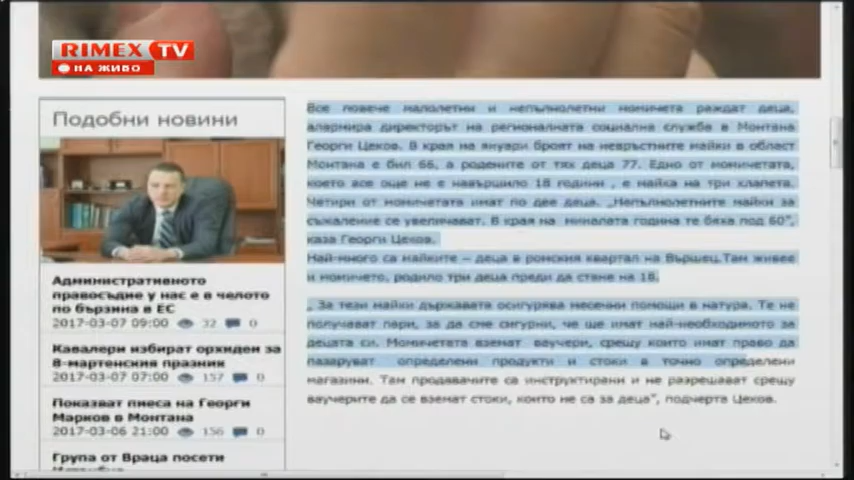 RIMEX TV
НА ЖИВО
Подобни новини
Административното
правосъдие у нас е в челото
по бързина в ЕС
2017-03-07 09:00 32 0
Кавалери избират орхидеи за
8-мартенския празник
2017-03-07 07:00 157 0
Показват пиеса на Георги
Марков в Монтана
2017-03-06 21:00 156 0
Група от Враца посети
Все повече малолетни и непълнолетни момичета раждат деца,
алармира директорът на регионалната социална служба в Монтана
Георги Цеков. В края на януари броят на невръстните майки в област
Монтана е бил 66, а родените от тях деца 77. Едно от момичетата,
което все още не е навършило 18 години , е майка на три хлапета.
Четири от момичетата имат по две деца. „Непълнолетните майки за
съжаление се увеличават. В края на миналата година те бяха под 60",
каза Георги Цеков.
Най-много са майките – деца в ромския квартал на Вършец.Там живее
и момичето, родило три деца преди да стане на 18.
„ За тези майки държавата осигурява месечни помощи в натура. Те не
получават пари, за да сме сигурни, че ще имат най-необходимото за
децата си. Момичетата вземат ваучери, срещу които имат право да
пазаруват определени продукти и стоки в точно определени
магазини. Там продавачите са инструктирани и не разрешават срещу
ваучерите да се вземат стоки, които не са за деца", подчерта Цеков.